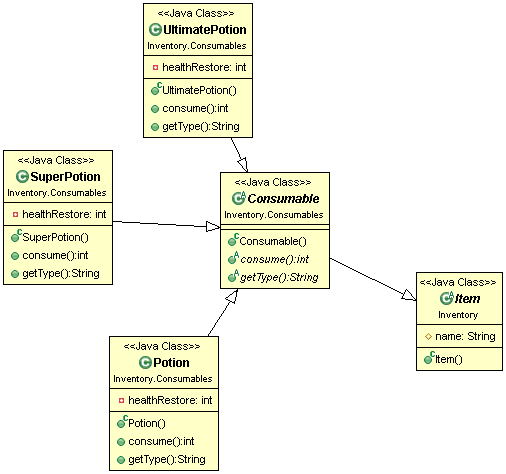 <<Java Class>>
UltimatePotion
Inventory.Consumables
healthRestore: int
UltimatePotion()
consume():int
getType():String
<<Java Class>>
SuperPotion
Inventory.Consumables
healthRestore: int
SuperPotion()
consume():int
getType():String
<<Java Class>>
Consumable
Inventory.Consumables
Consumable()
consume():int
getType():String
<<Java Class>>
Item
Inventory
name: String
Item()
<<Java Class>>
Potion
Inventory.Consumables
healthRestore: int
Potion()
consume():int
getType():String